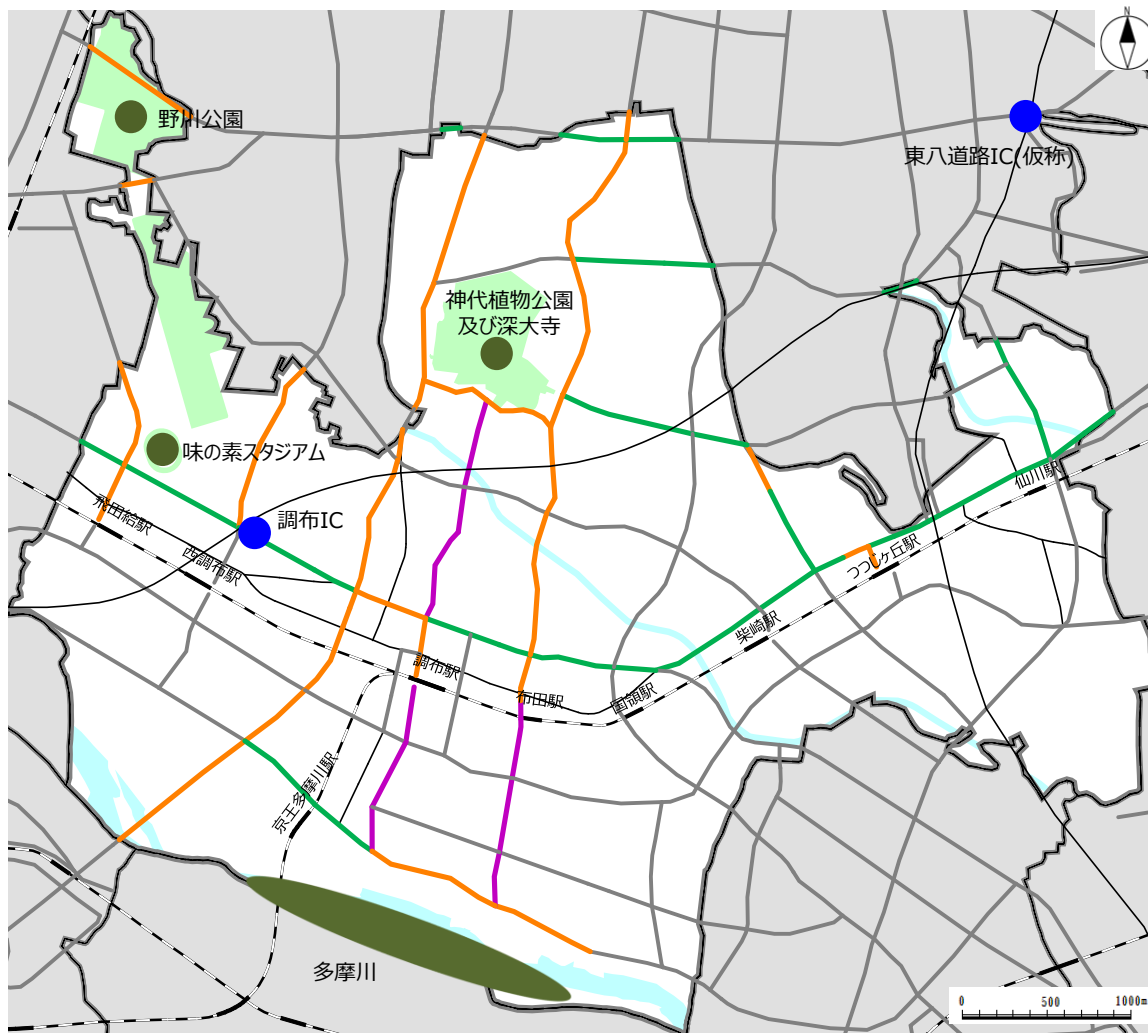 N
野川公園
東八道路IC(仮称)
神代植物公園
及び深大寺
味の素スタジアム
仙川駅
飛田給駅
調布IC
つつじヶ丘駅
西調布駅
柴崎駅
調布駅
布田駅
国領駅
京王多摩川駅
多摩川
0 500 1000m